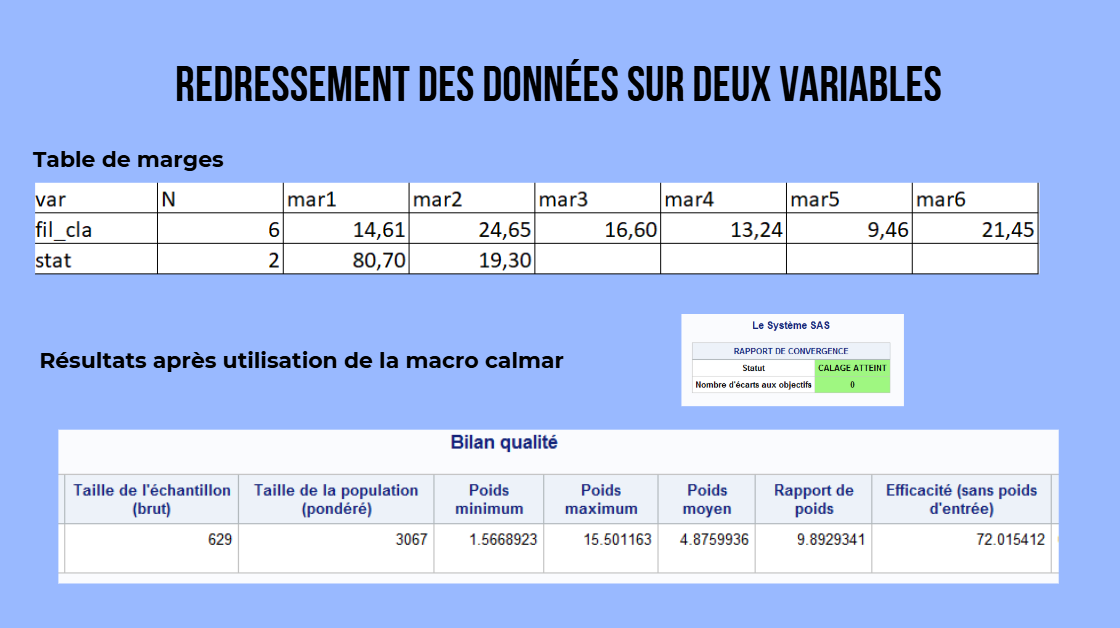 REDRESSEMENT DES DONNÉES SUR DEUX VARIABLES
Table de marges
var N mar1 mar2 mar3 mar4 mar5 mar6
fil_cla 6 14,61 24,65 16,60 13,24 9,46 21,45
stat 2 80,70 19,30
Le Système SAS
RAPPORT DE CONVERGENCE
Statut CALAGE ATTEINT
Nombre d'écarts aux objectifs 0
Résultats après utilisation de la macro calmar
Bilan qualité
Taille de l'échantillon Taille de la population Poids Poids Poids Rapport de Efficacité (sans poids
(brut) (pondéré) minimum maximum moyen poids d'entrée)
629 3067 1.5668923 15.501163 4.8759936 9.8929341 72.015412